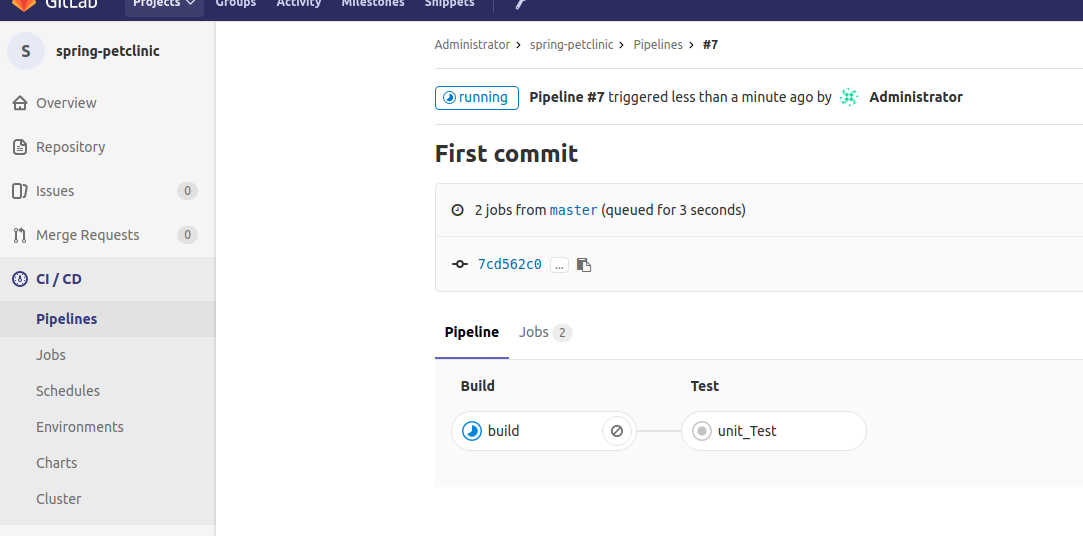 GitLab Projects Groups Activity Milestones Snippets
S spring-petclinic
Overview
Repository
Issues 0
Merge Requests 0
CI / CD
Pipelines
Jobs
Schedules
Environments
Charts
Cluster
Administrator > spring-petclinic > Pipelines > #7
running Pipeline #7 triggered less than a minute ago by Administrator
First commit
2 jobs from master (queued for 3 seconds)
7cd562c0 ...
Pipeline Jobs 2
Build Test
build unit_Test